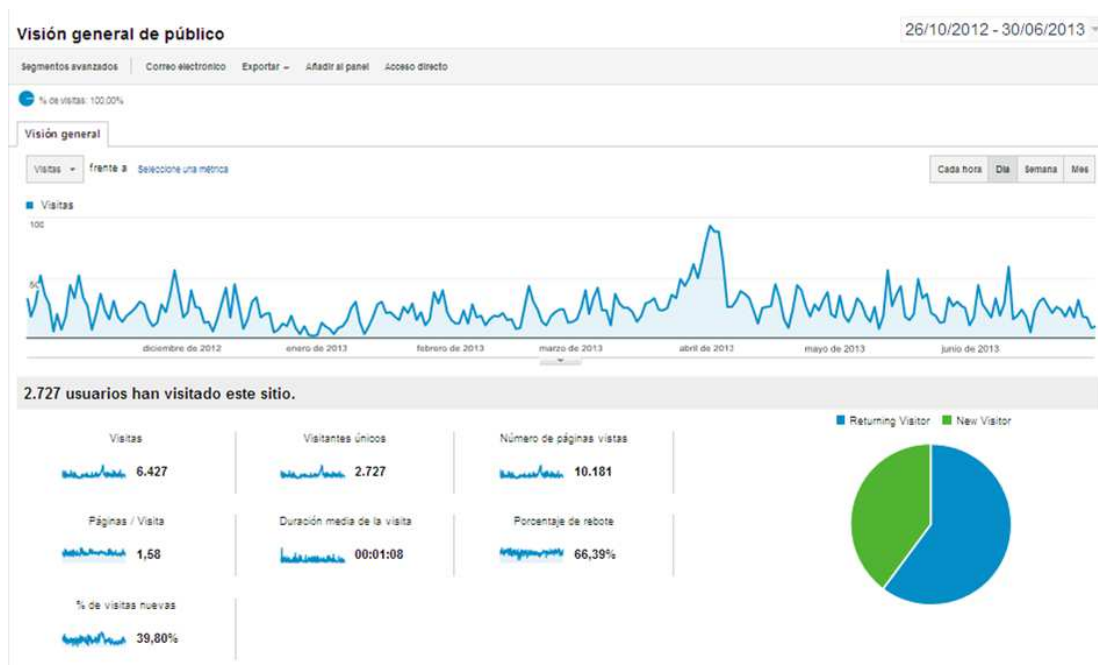 Visión general de público
26/10/2012 - 30/06/2013
Segmentos avanzados Correo electrónico Exportar Añadir al panel Acceso directo
% de visitas: 100,00%
Visión general
Visitas frente a Seleccione una métrica
Cada hora Día Semana Mes
Visitas
100
50
diciembre de 2012 enero de 2013 febrero de 2013 marzo de 2013 abril de 2013 mayo de 2013 junio de 2013
2.727 usuarios han visitado este sitio.
Returning Visitor New Visitor
Visitas Visitantes únicos Número de páginas vistas
6.427 2.727 10.181
Páginas / Visita Duración media de la visita Porcentaje de rebote
1,58 00:01:08 66,39%
% de visitas nuevas
39,80%